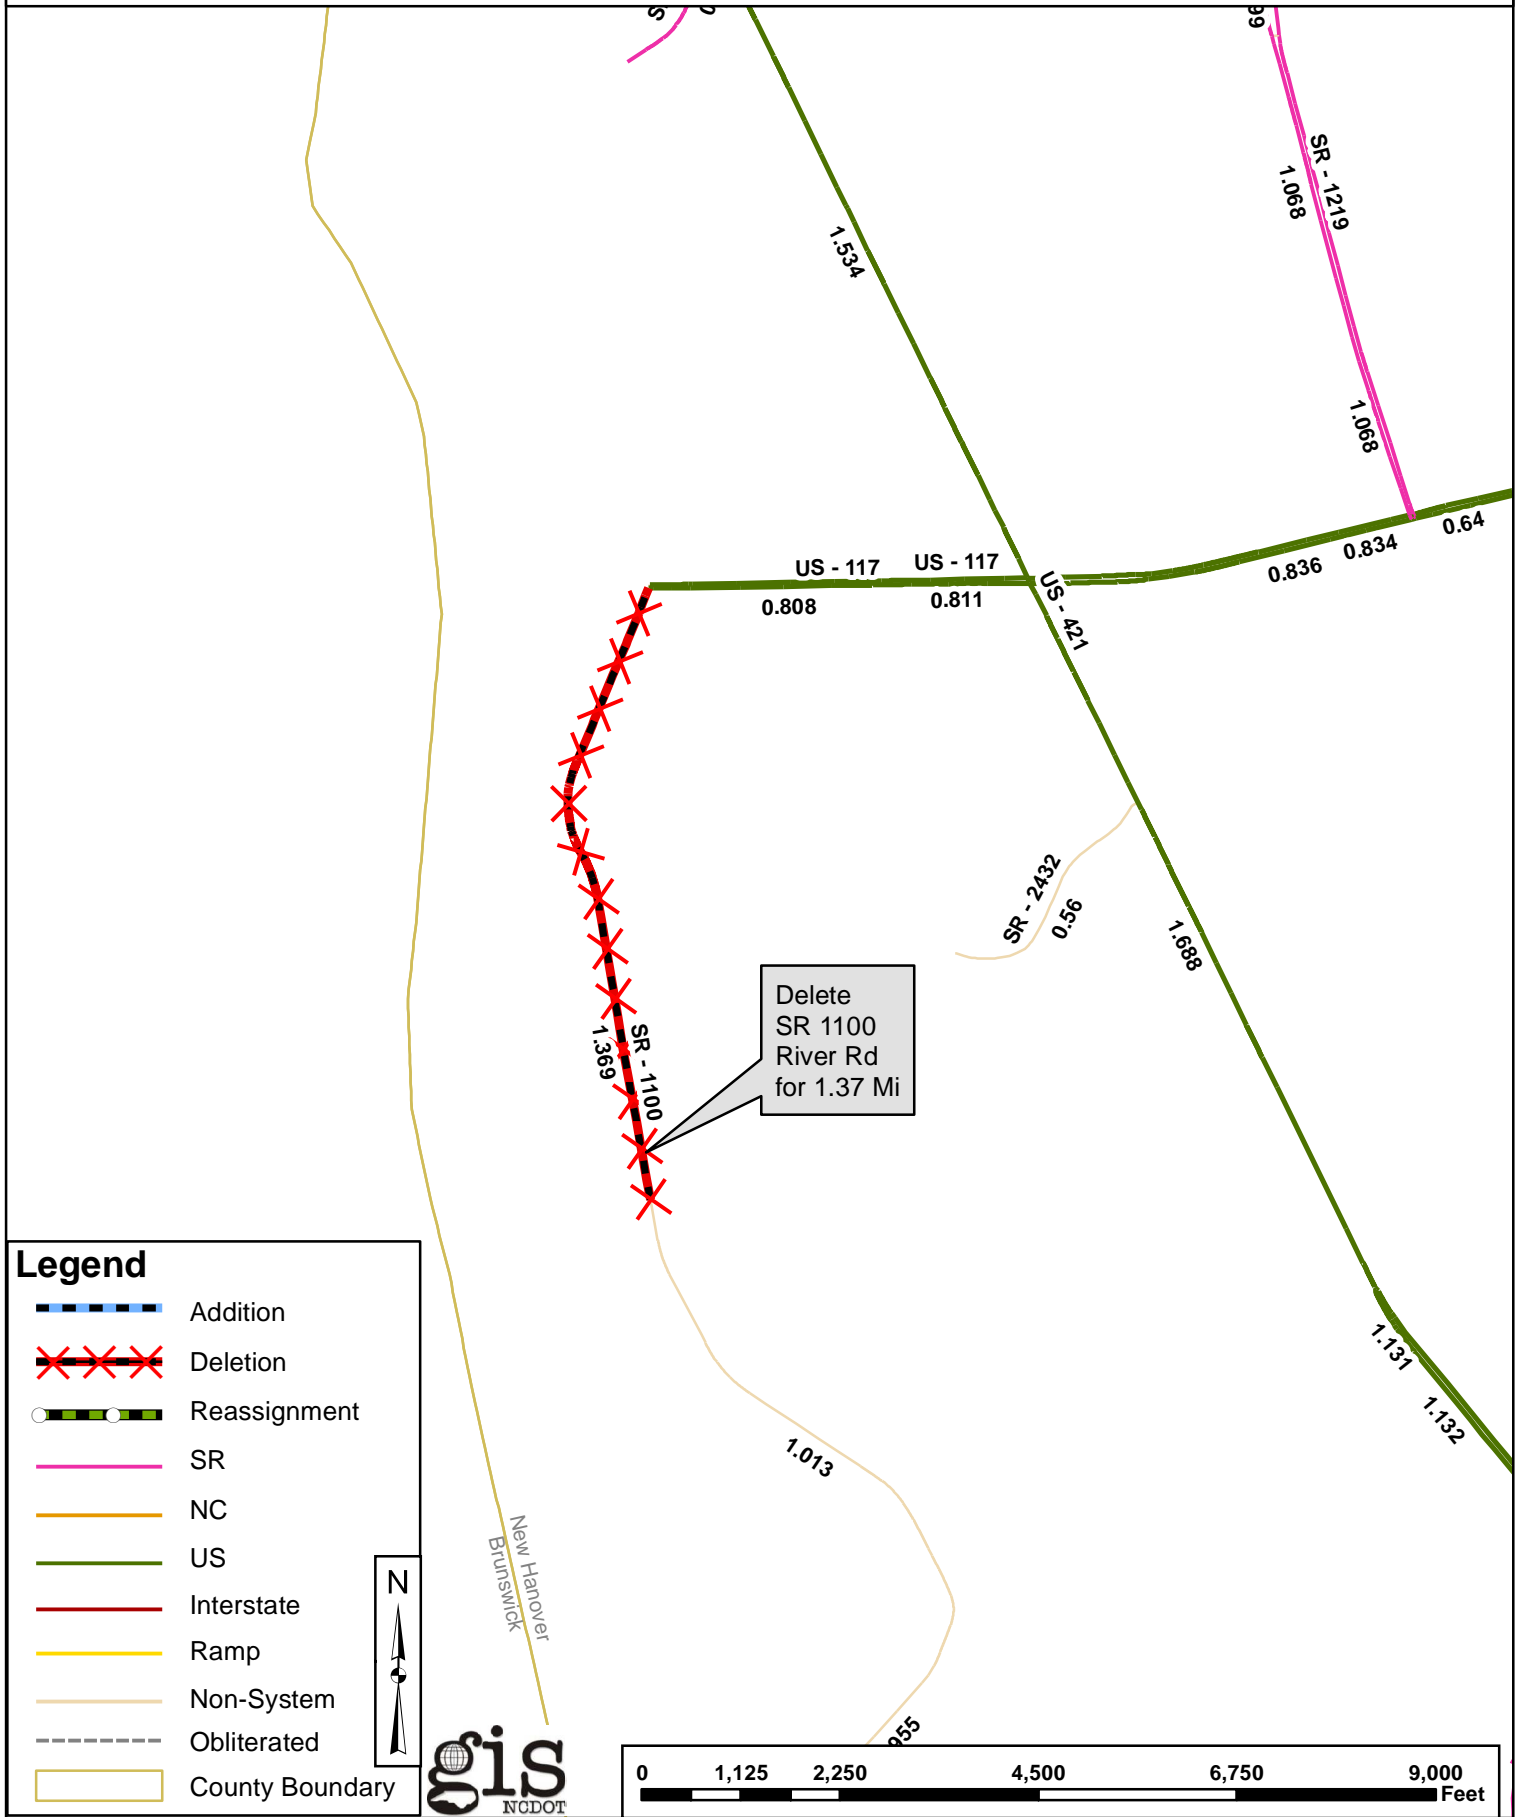 99
SR - 1219
1.068
1.534
1.068
0.64
0.834
0.836
US - 117
US - 117
0.808
0.811
US - 421
SR - 2432
0.56
1.688
Delete
SR 1100
River Rd
for 1.37 Mi
SR - 1100
1.369
1.131
1.132
1.013
955
New Hanover
Brunswick
Legend
Addition
Deletion
Reassignment
SR
NC
US
Interstate
Ramp
Non-System
Obliterated
County Boundary
N
gis
NCDOT
0 1,125 2,250 4,500 6,750 9,000
Feet